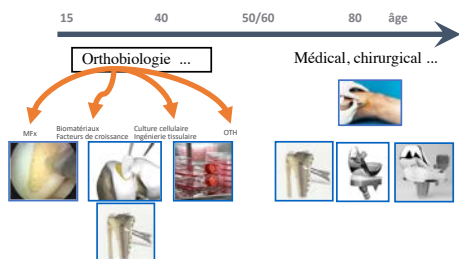 15 40 50/60 80 âge
Orthobiologie ... Médical, chirurgical ...
MFx Biomatériaux Culture cellulaire OTH
Facteurs de croissance Ingénierie tissulaire